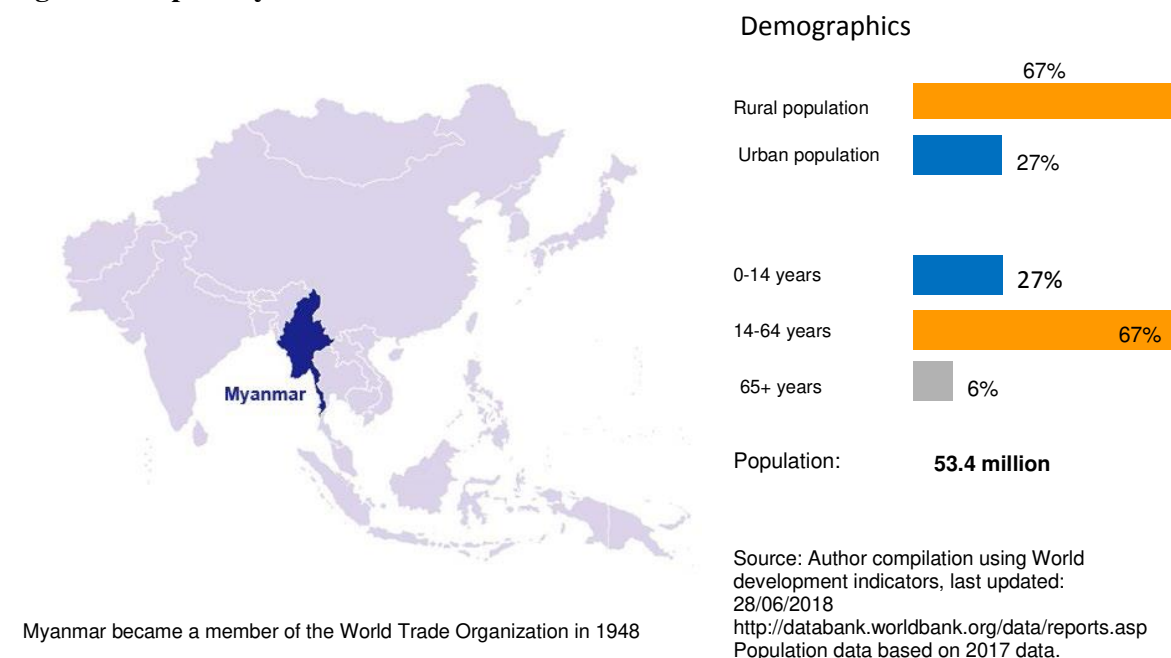 Demographics
67%
Rural population
Urban population
27%
0-14 years
27%
14-64 years
67%
65+ years
6%
Myanmar
Population:
53.4 million
Source: Author compilation using World
development indicators, last updated:
28/06/2018
http://databank.worldbank.org/data/reports.asp
Population data based on 2017 data.
Myanmar became a member of the World Trade Organization in 1948